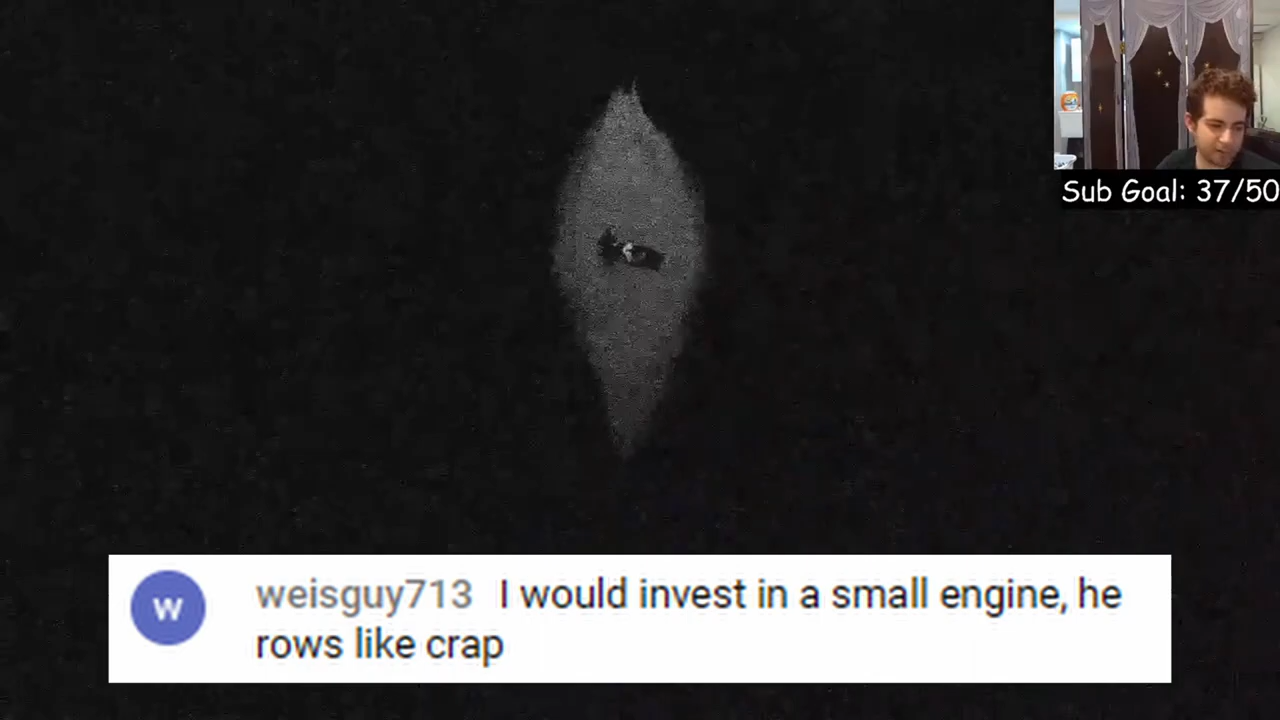 Sub Goal: 37/50
W
weisguy713 I would invest in a small engine, he
rows like crap